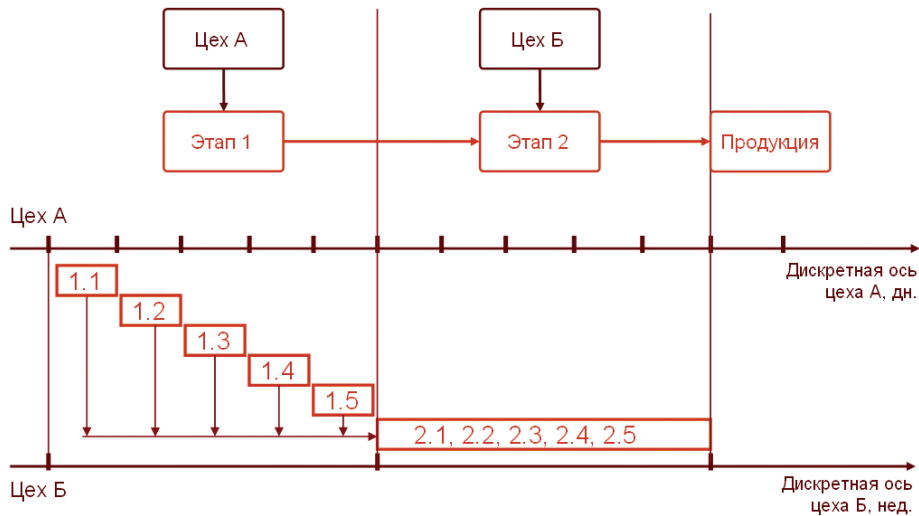 Цех А
Цех Б
Этап 1
Этап 2
Продукция
Цех А
Дискретная ось
цеха А, дн.
1.1
1.2
1.3
1.4
1.5
2.1, 2.2, 2.3, 2.4, 2.5
Цех Б
Дискретная ось
цеха Б, нед.